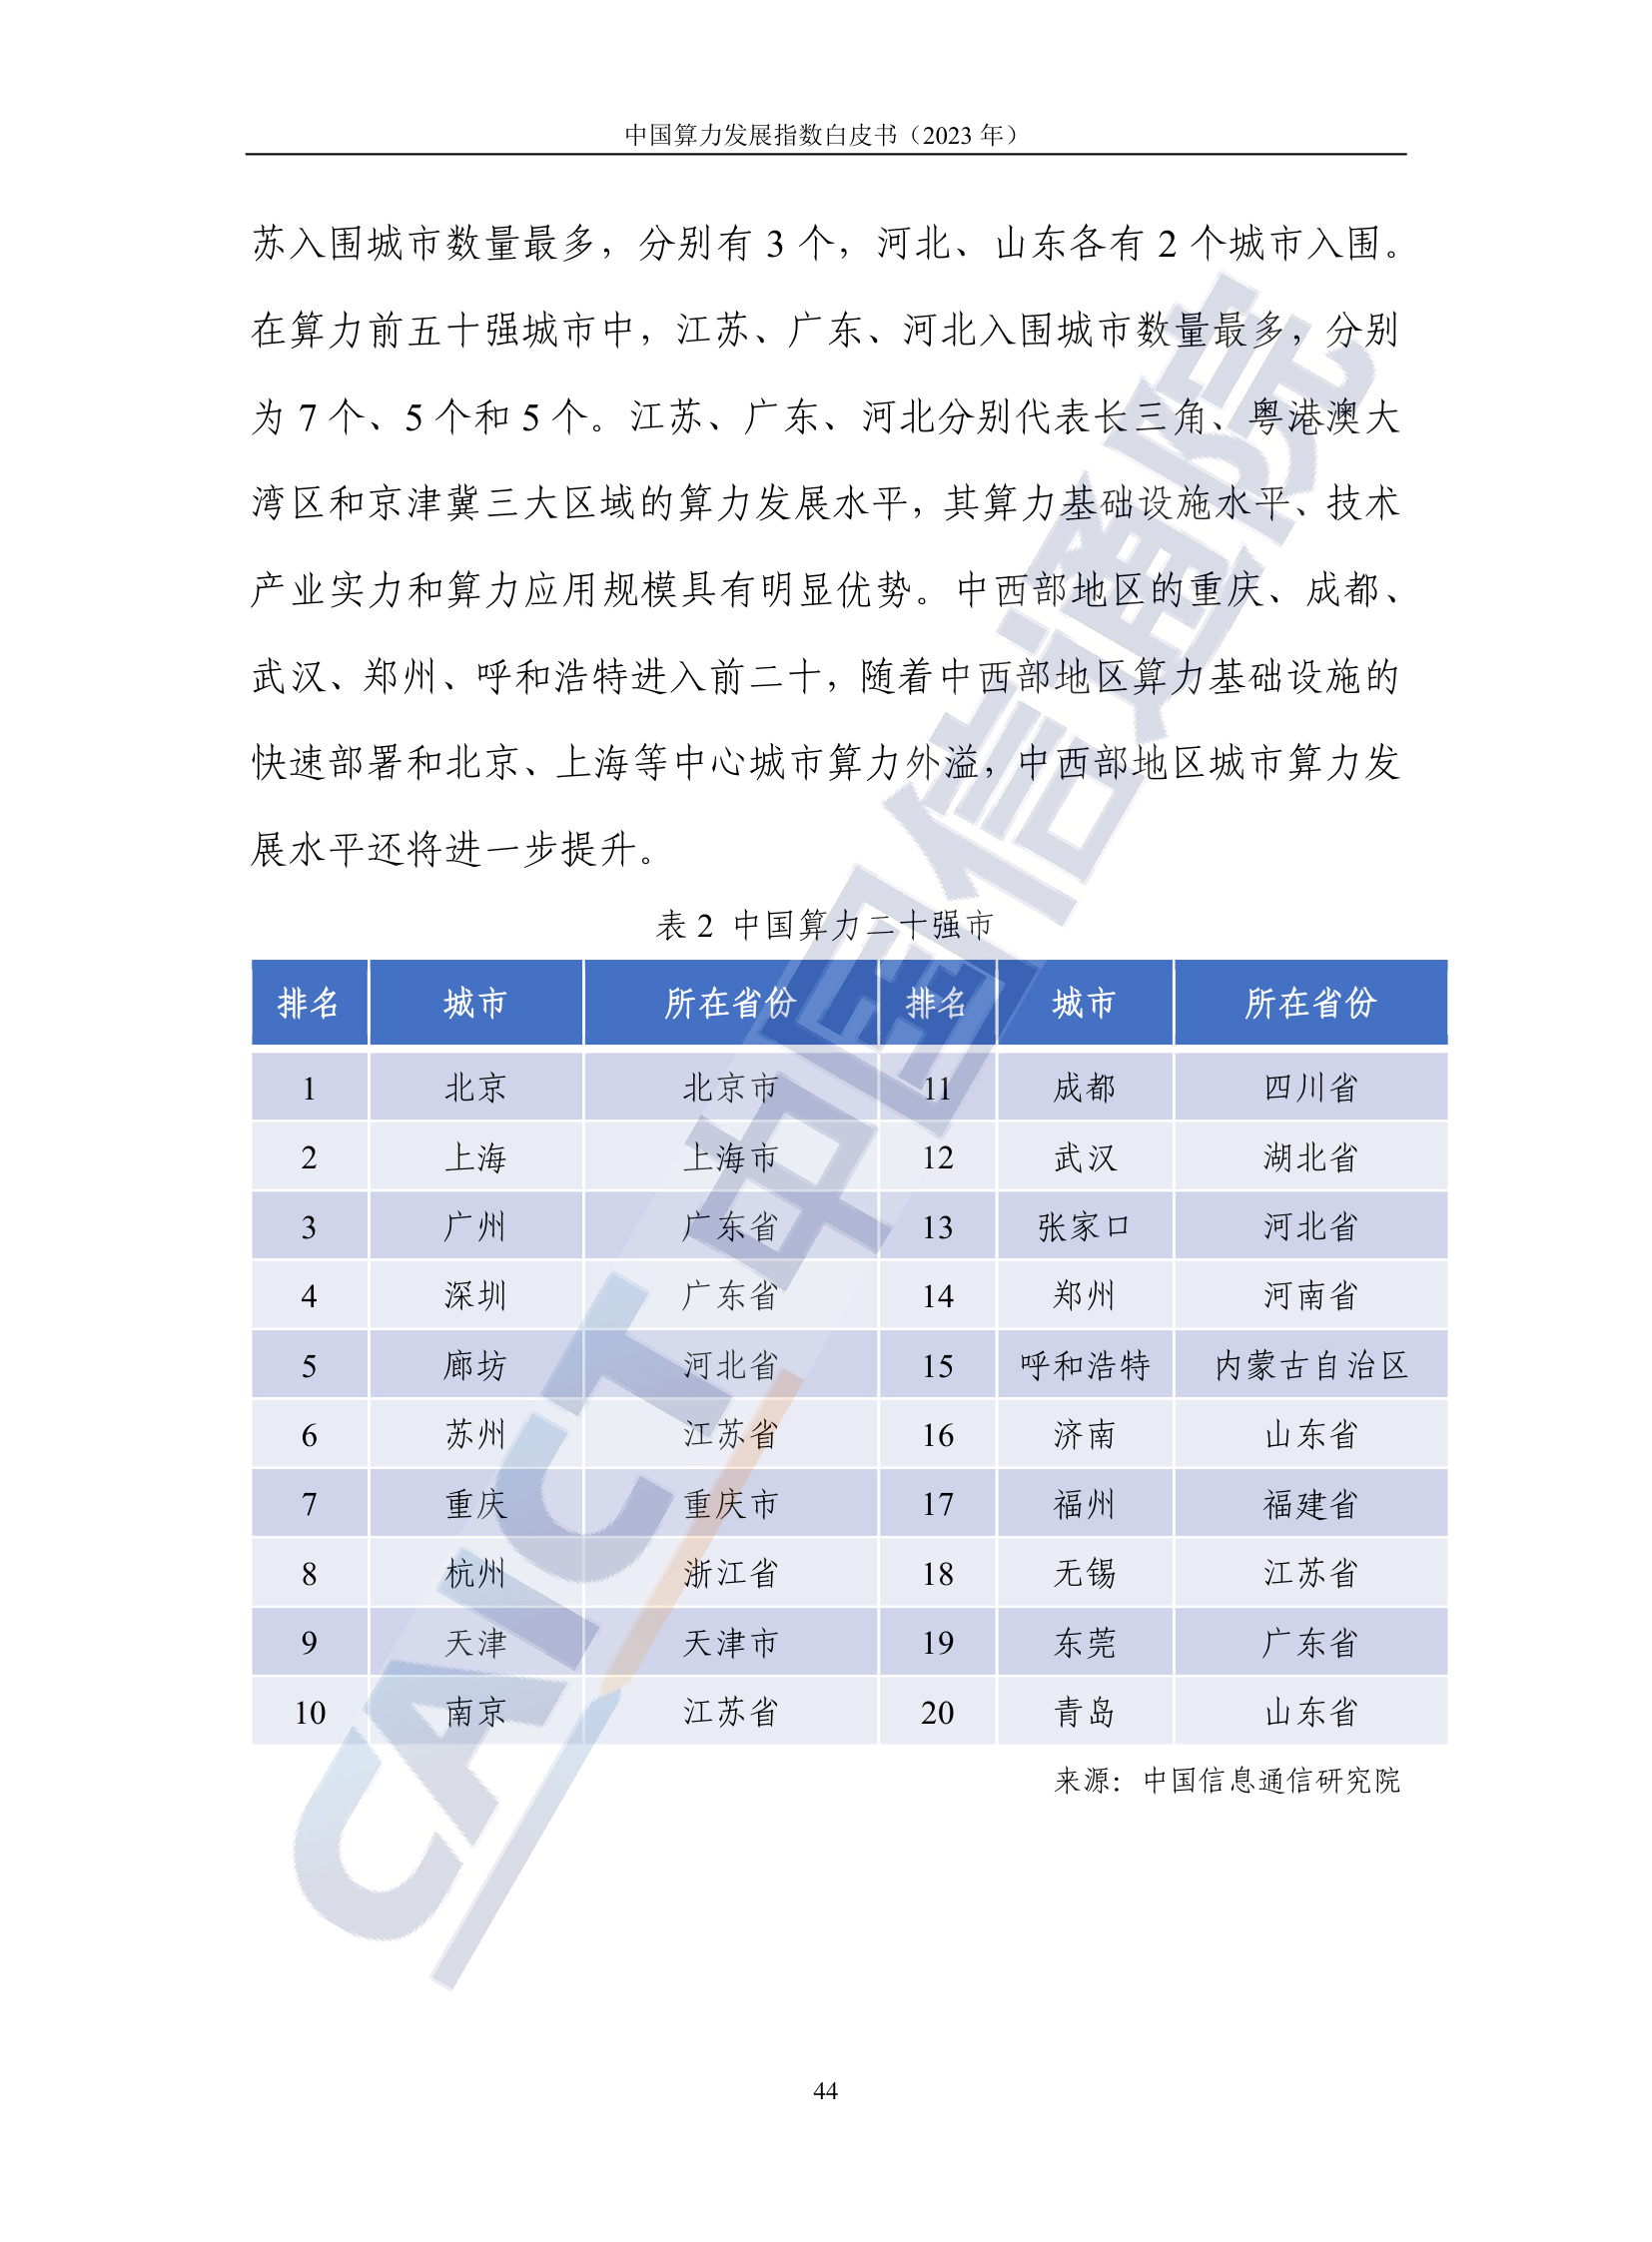 中国算力发展指数白皮书（2023 年）
苏入围城市数量最多，分别有 3 个，河北、山东各有 2 个城市入围。
在算力前五十强城市中，江苏、广东、河北入围城市数量最多，分别
为 7 个、5 个和 5 个。江苏、广东、河北分别代表长三角、粤港澳大
湾区和京津冀三大区域的算力发展水平，其算力基础设施水平、技术
产业实力和算力应用规模具有明显优势。中西部地区的重庆、成都、
武汉、郑州、呼和浩特进入前二十，随着中西部地区算力基础设施的
快速部署和北京、上海等中心城市算力外溢，中西部地区城市算力发
展水平还将进一步提升。
表 2 中国算力二十强市
排名 城市 所在省份 排名 城市 所在省份
1 北京 北京市 11 成都 四川省
2 上海 上海市 12 武汉 湖北省
3 广州 广东省 13 张家口 河北省
4 深圳 广东省 14 郑州 河南省
5 廊坊 河北省 15 呼和浩特 内蒙古自治区
6 苏州 江苏省 16 济南 山东省
7 重庆 重庆市 17 福州 福建省
8 杭州 浙江省 18 无锡 江苏省
9 天津 天津市 19 东莞 广东省
10 南京 江苏省 20 青岛 山东省
来源：中国信息通信研究院
CAICT 中国信通院
44